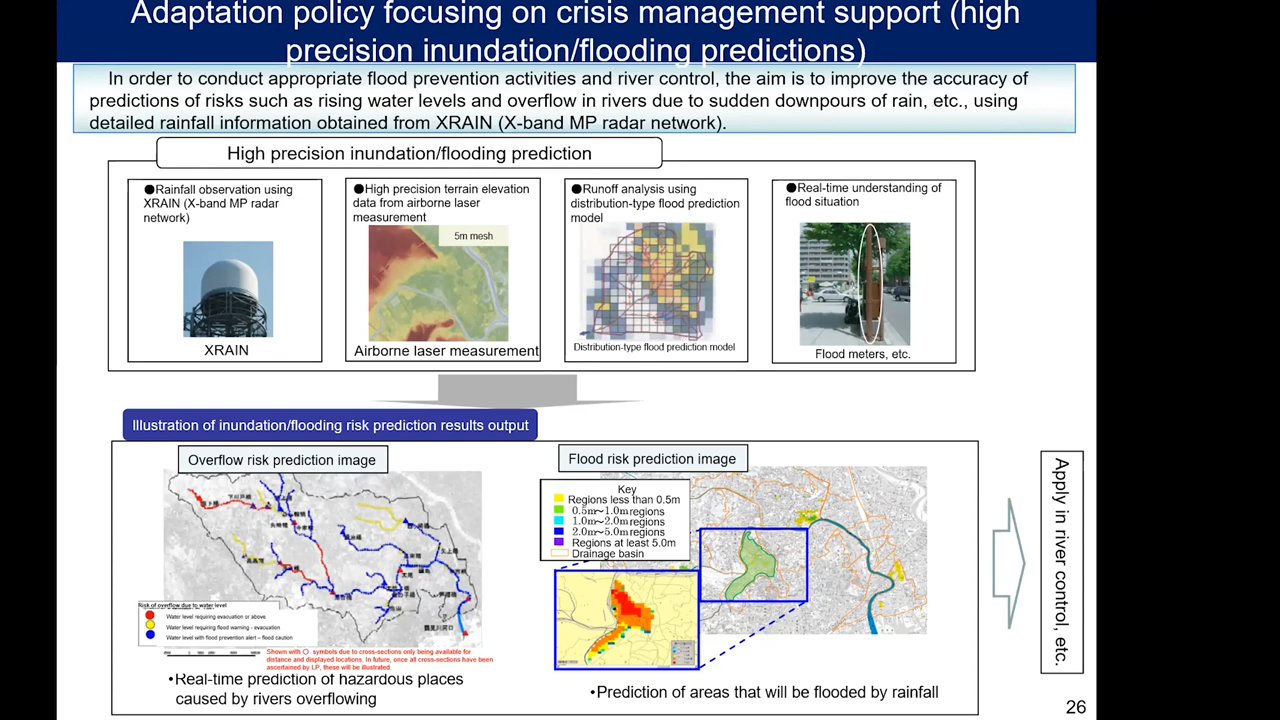 Adaptation policy focusing on crisis management support (high
precision inundation/flooding predictions)
In order to conduct appropriate flood prevention activities and river control, the aim is to improve the accuracy of
predictions of risks such as rising water levels and overflow in rivers due to sudden downpours of rain, etc., using
detailed rainfall information obtained from XRAIN (X-band MP radar network).
High precision inundation/flooding prediction
●Rainfall observation using
XRAIN (X-band MP radar
network)
XRAIN
●High precision terrain elevation
data from airborne laser
measurement
5m mesh
Airborne laser measurement
●Runoff analysis using
distribution-type flood prediction
model
Distribution-type flood prediction model
●Real-time understanding of
flood situation
Flood meters, etc.
Illustration of inundation/flooding risk prediction results output
Overflow risk prediction image
Risk of overflow due to water level
Water level requiring evacuation or above
Water level requiring flood warning - evacuation
Water level with flood prevention alert – flood caution
Shown with ○ symbols due to cross-sections only being available for
distance and displayed locations. In future, once all cross-sections have been
ascertained by LP, these will be illustrated
•Real-time prediction of hazardous places
caused by rivers overflowing
Flood risk prediction image
Key
Regions less than 0.5m
0.5m~1.0m regions
1.0m~2.0m regions
2.0m~5.0m regions
Regions at least 5.0m
Drainage basin
•Prediction of areas that will be flooded by rainfall
Apply in river control, etc.
26